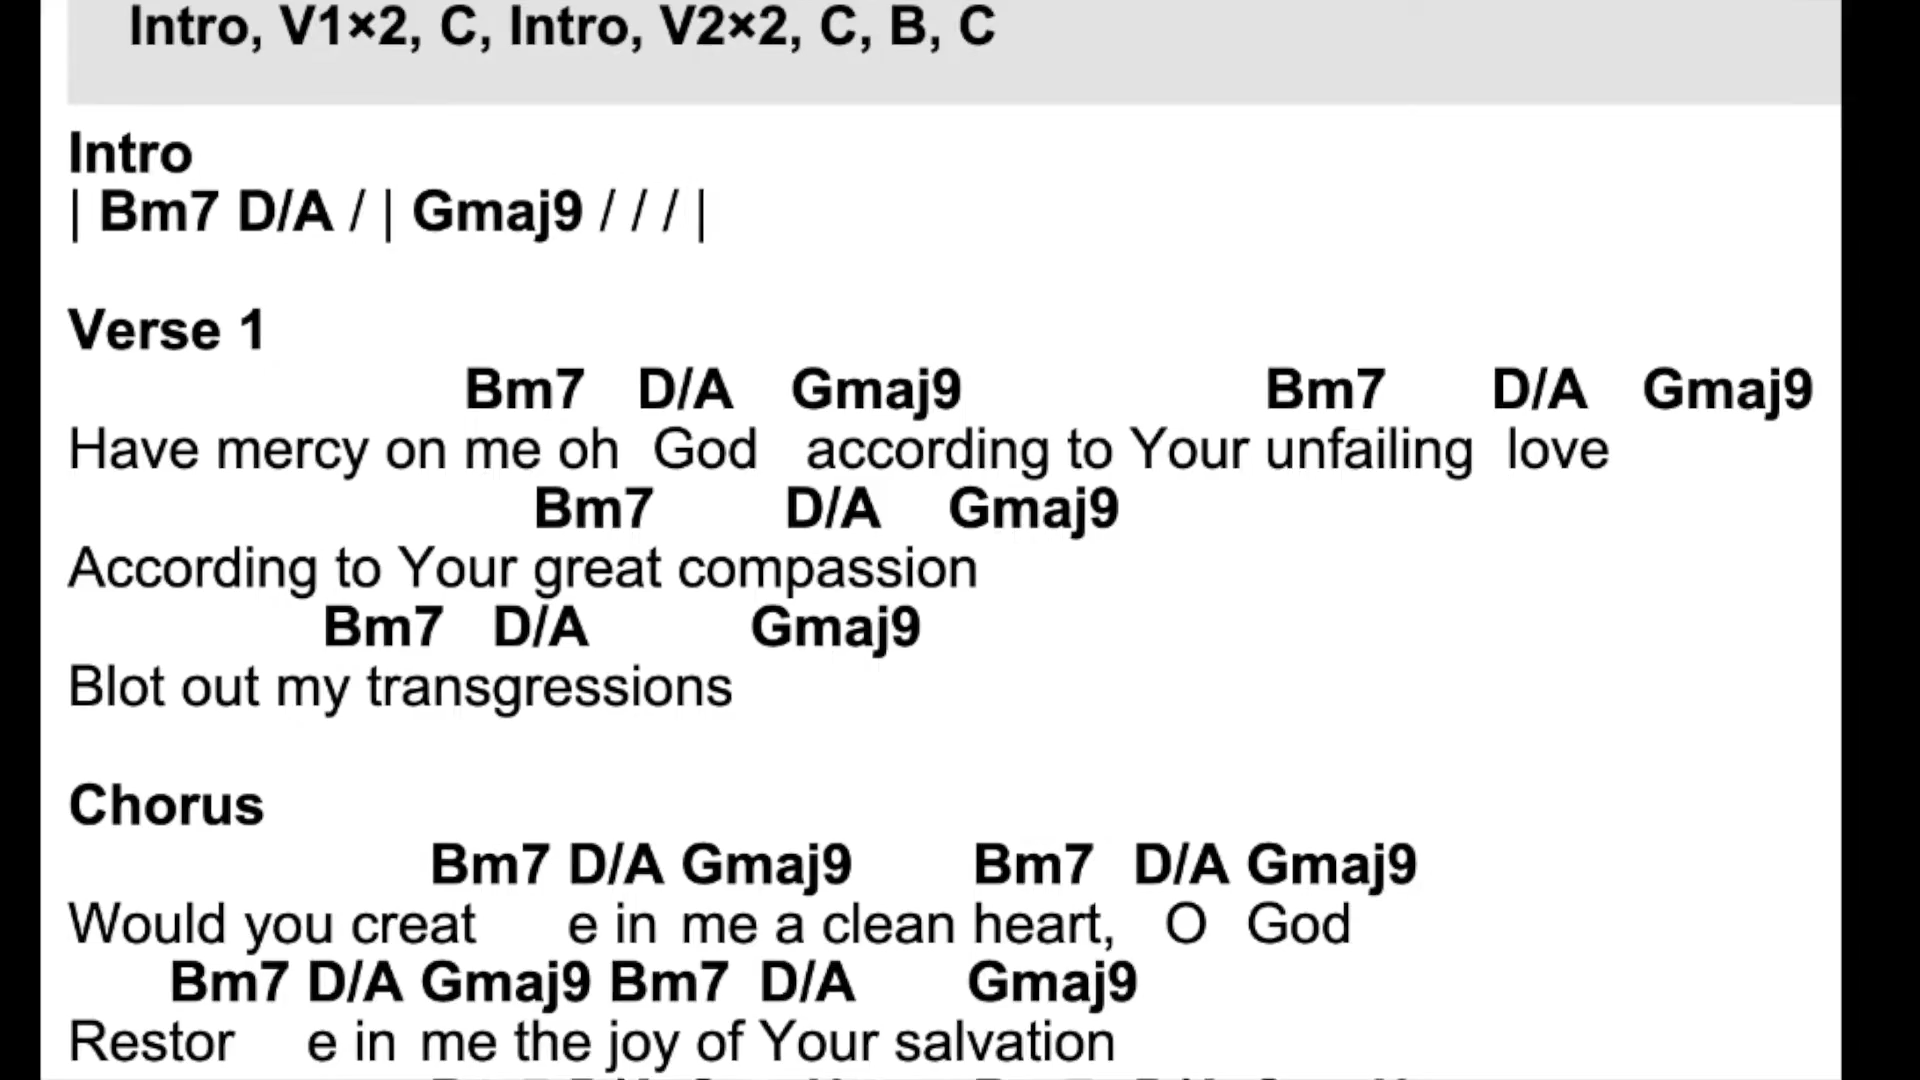 Intro, V1×2, C, Intro, V2×2, C, B, C
Intro
| Bm7 D/A / | Gmaj9 / / / |
Verse 1
Bm7 D/A Gmaj9 Bm7 D/A Gmaj9
Have mercy on me oh God according to Your unfailing love
Bm7 D/A Gmaj9
According to Your great compassion
Bm7 D/A Gmaj9
Blot out my transgressions
Chorus
Bm7 D/A Gmaj9 Bm7 D/A Gmaj9
Would you creat e in me a clean heart, O God
Bm7 D/A Gmaj9 Bm7 D/A Gmaj9
Restor e in me the joy of Your salvation